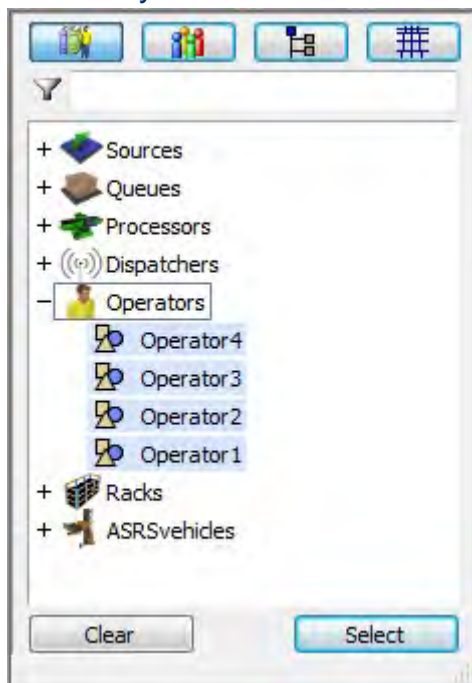 Sources
Queues
Processors
Dispatchers
Operators
Operator4
Operator3
Operator2
Operator1
Racks
ASRSvehicles
Clear
Select